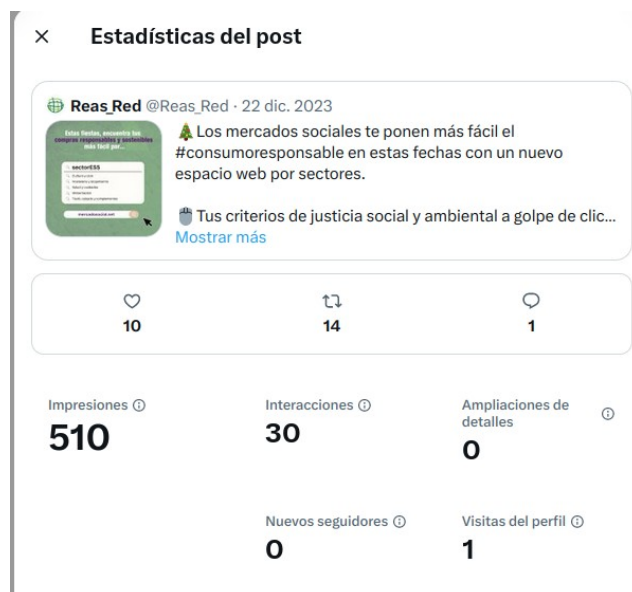 Estadísticas del post
Reas_Red @Reas_Red · 22 dic. 2023
🎄Los mercados sociales te ponen más fácil el
#consumoresponsable en estas fechas con un nuevo
espacio web por sectores.
🖱️Tus criterios de justicia social y ambiental a golpe de clic...
Mostrar más
Estas fiestas, encuentra tus
compras responsables y sostenibles
más fácil por...
sectorESS
mercadosocial.net
10
14
1
Impresiones
510
Interacciones
30
Ampliaciones de
detalles
0
Nuevos seguidores
0
Visitas del perfil
1